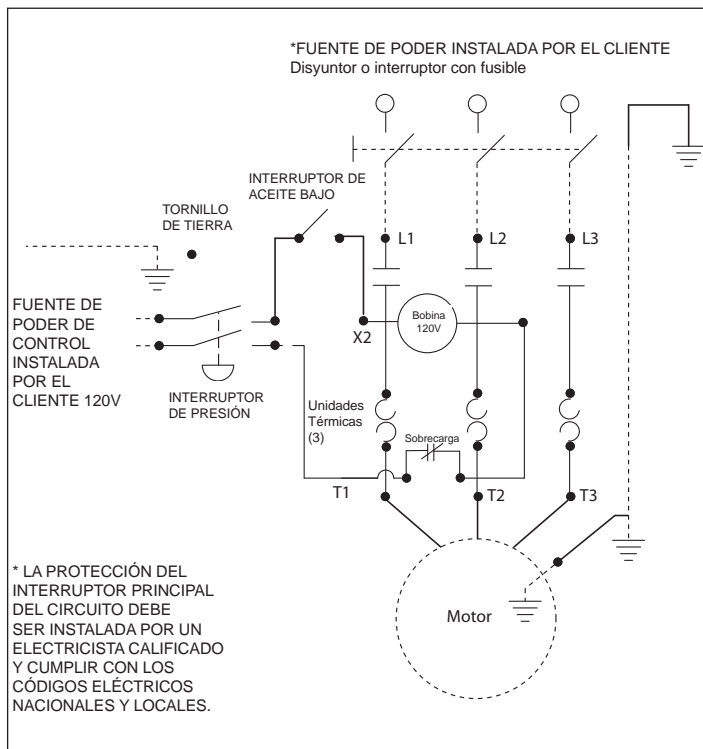 *FUENTE DE PODER INSTALADA POR EL CLIENTE
Disyuntor o interruptor con fusible
INTERRUPTOR DE
ACEITE BAJO
TORNILLO
DE TIERRA
L1
L2
L3
FUENTE DE
PODER DE
CONTROL
INSTALADA
POR EL
CLIENTE 120V
X2
Bobina
120V
INTERRUPTOR
DE PRESIÓN
Unidades
Térmicas
(3)
Sobrecarga
T1
T2
T3
Motor
* LA PROTECCIÓN DEL
INTERRUPTOR PRINCIPAL
DEL CIRCUITO DEBE
SER INSTALADA POR UN
ELECTRICISTA CALIFICADO
Y CUMPLIR CON LOS
CÓDIGOS ELÉCTRICOS
NACIONALES Y LOCALES.